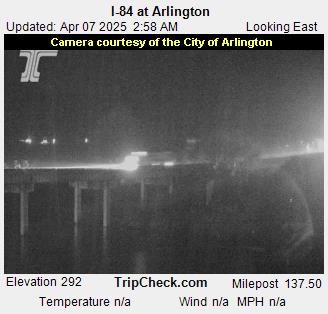 I-84 at Arlington
Updated: Apr 07 2025 2:58 AM Looking East
Camera courtesy of the City of Arlington
Elevation 292 TripCheck.com Milepost 137.50
Temperature n/a Wind n/a MPH n/a